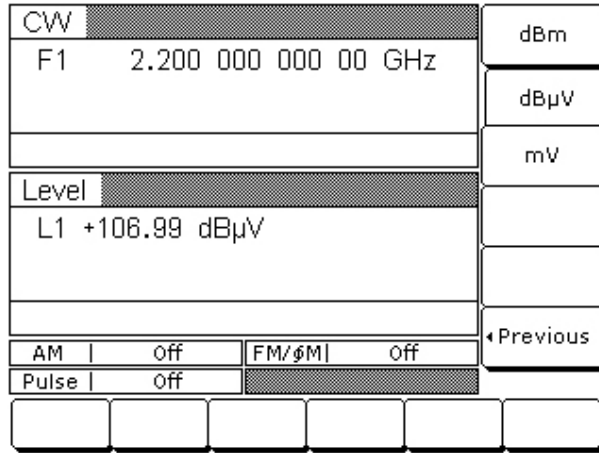 CW
F1 2.200 000 000 00 GHz
Level
L1 +106.99 dBµV
AM | Off FM/ɸM| Off
Pulse | Off
dBm
dBµV
mV
◂Previous